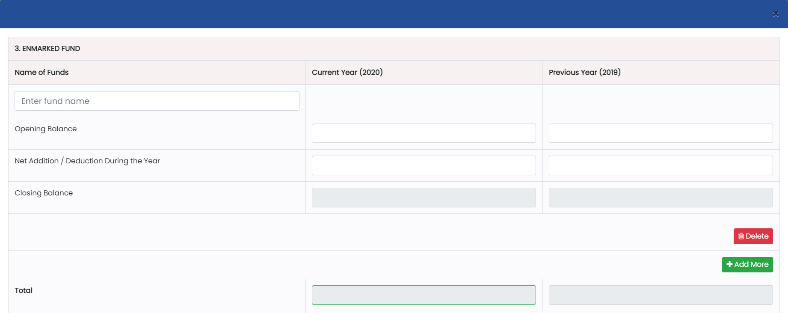 3. ENMARKED FUND
Name of Funds Current Year (2020) Previous Year (2019)
Enter fund name
Opening Balance
Net Addition / Deduction During the Year
Closing Balance
Delete
Add More
Total